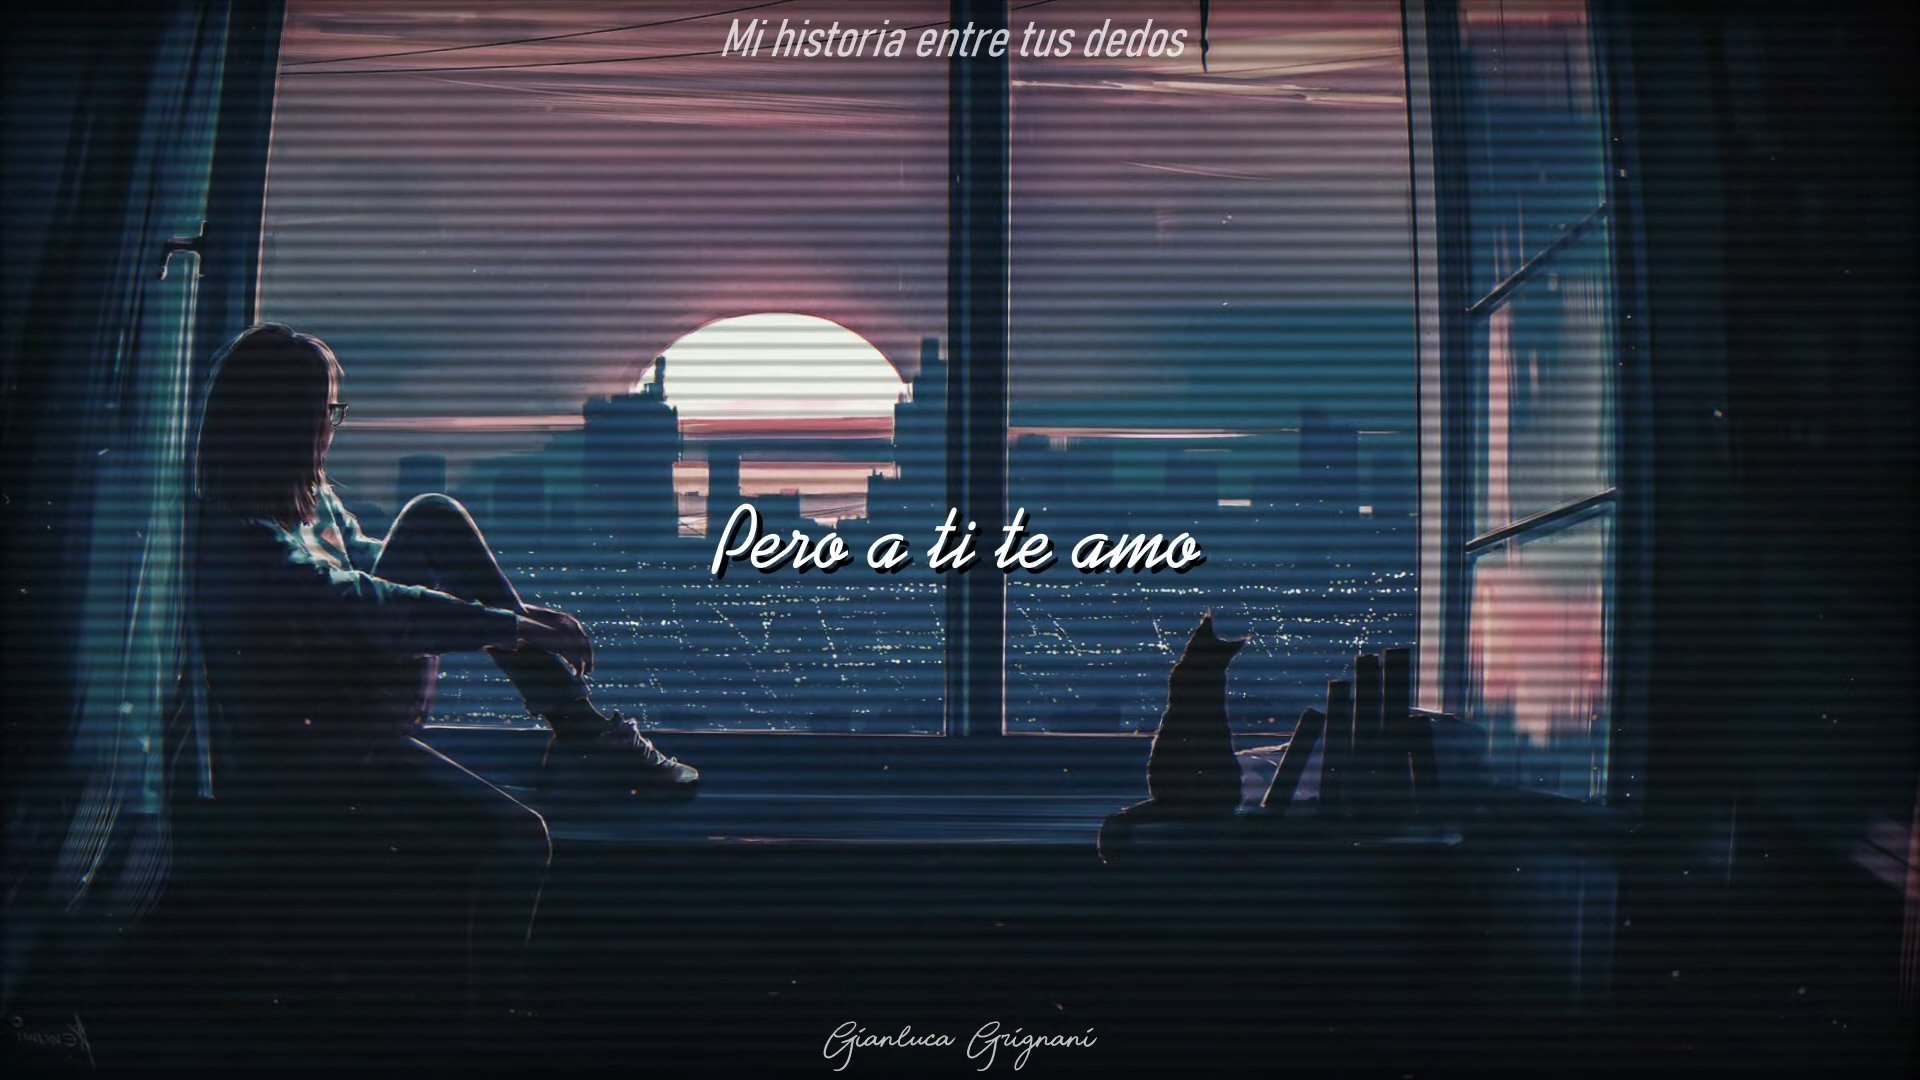 Mi historia entre tus dedos
Pero a ti te amo
Gianluca Grignani